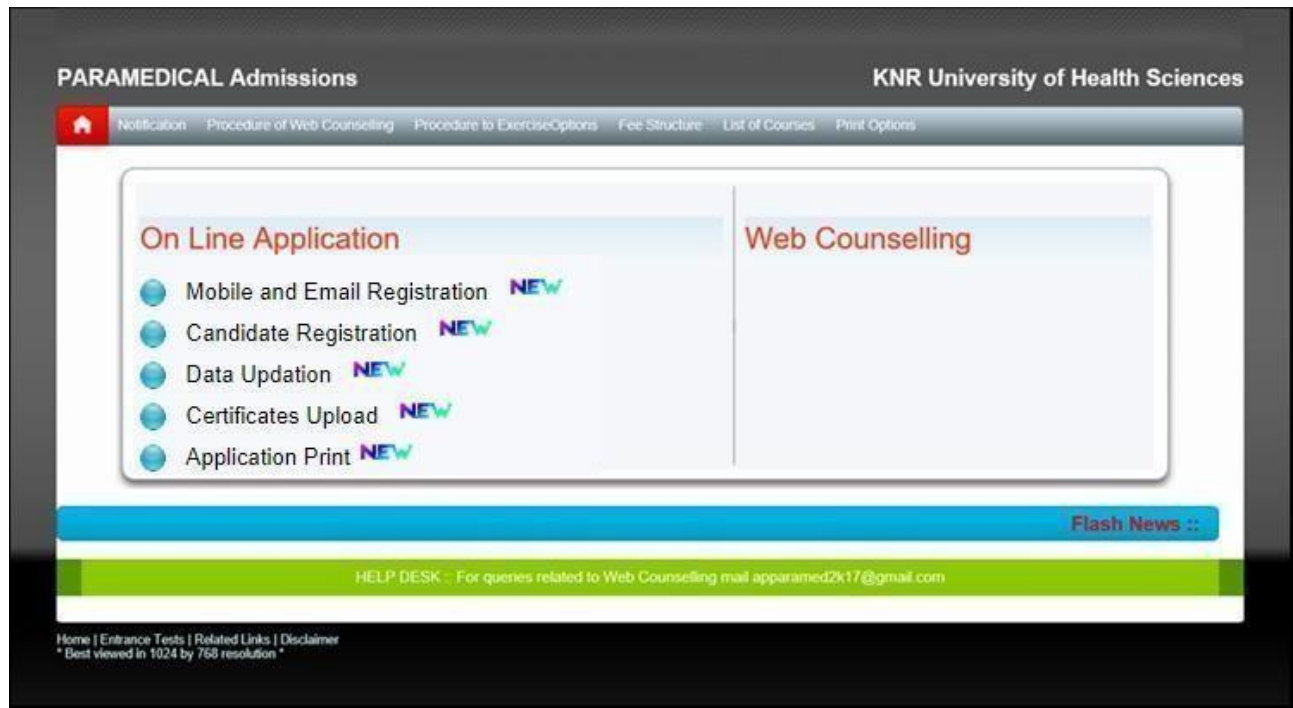 PARAMEDICAL Admissions KNR University of Health Sciences
Notification Procedure of Web Counseling Procedure to ExerciseOptions Fee Structure List of Courses Print Options
On Line Application Web Counselling
Mobile and Email Registration NEW
Candidate Registration NEW
Data Updation NEW
Certificates Upload NEW
Application Print NEW
Flash News ::
HELP DESK :: For queries related to Web Counselling mail apparamed2k17@gmail.com
Home | Entrance Tests | Related Links | Disclaimer
* Best viewed in 1024 by 768 resolution *